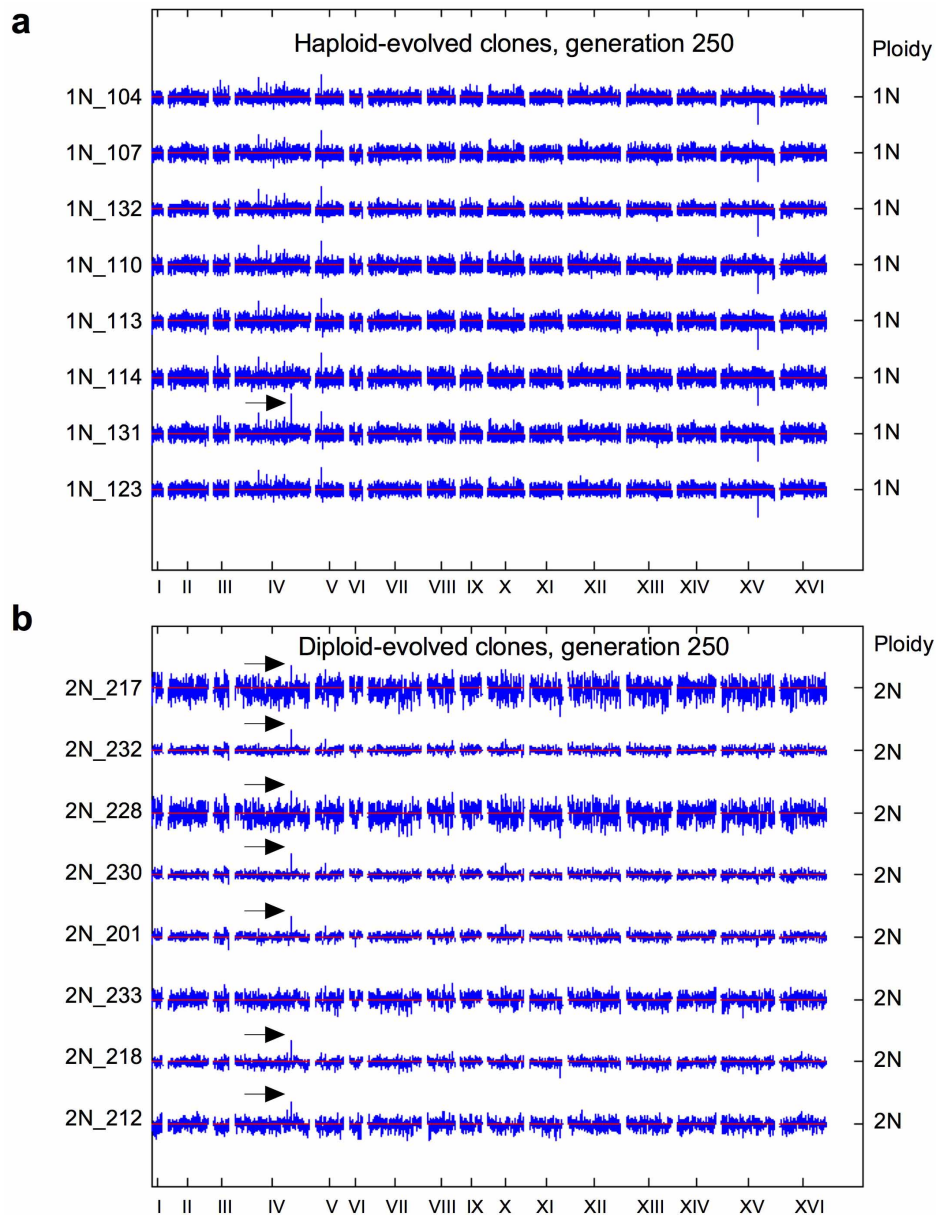 a
Haploid-evolved clones, generation 250
Ploidy
1N_104 1N
1N_107 1N
1N_132 1N
1N_110 1N
1N_113 1N
1N_114 1N
1N_131 1N
1N_123 1N
I II III IV V VI VII VIII IX X XI XII XIII XIV XV XVI
b
Diploid-evolved clones, generation 250
Ploidy
2N_217 2N
2N_232 2N
2N_228 2N
2N_230 2N
2N_201 2N
2N_233 2N
2N_218 2N
2N_212 2N
I II III IV V VI VII VIII IX X XI XII XIII XIV XV XVI